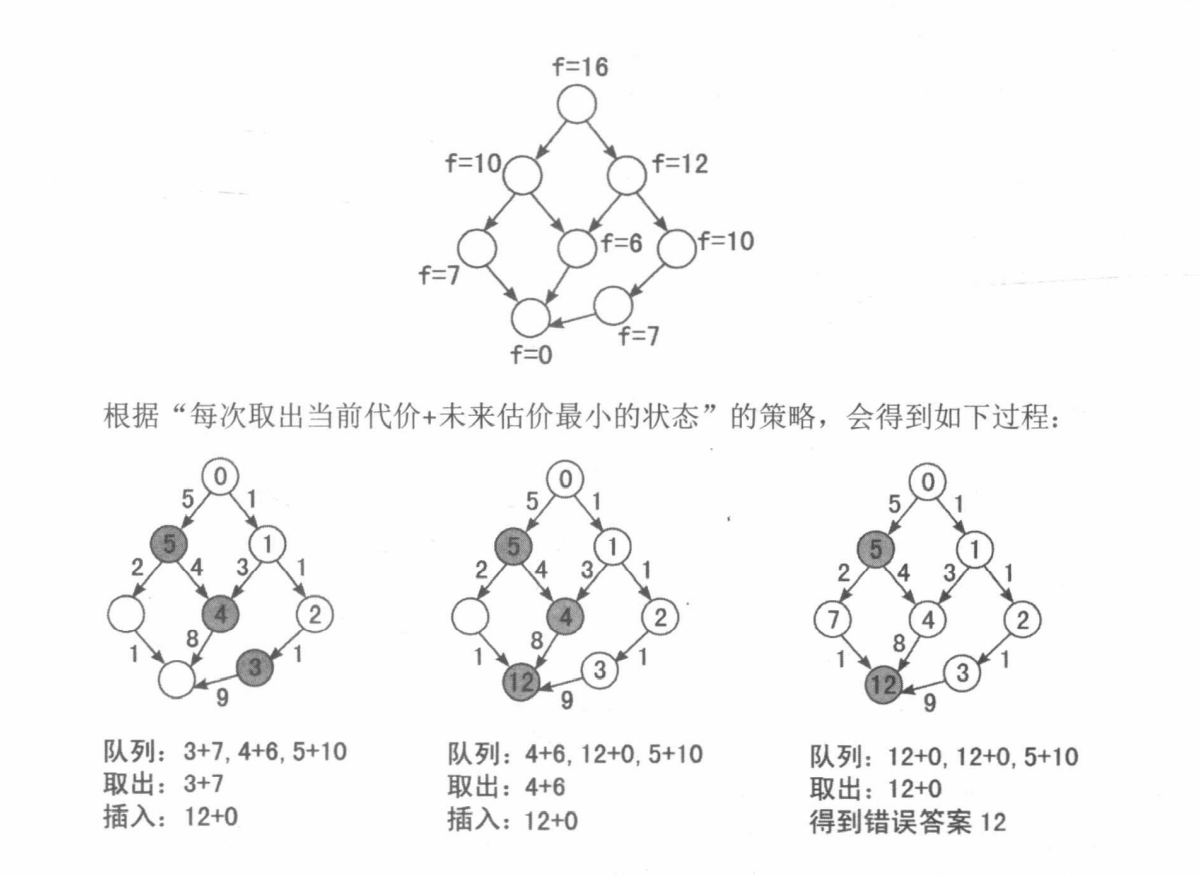 f=16
f=10 f=12
f=6 f=10
f=7
f=7
f=0
根据“每次取出当前代价+未来估价最小的状态”的策略，会得到如下过程：
0
5 1
5 1
2 4 3 1
4 2
1 8 3 1
9
队列：3+7, 4+6, 5+10
取出：3+7
插入：12+0
0
5 1
5 1
2 4 3 1
4 2
1 8 3 1
12 9
队列：4+6, 12+0, 5+10
取出：4+6
插入：12+0
0
5 1
5 1
2 4 3 1
7 4 2
1 8 3 1
12 9
队列：12+0, 12+0, 5+10
取出：12+0
得到错误答案 12